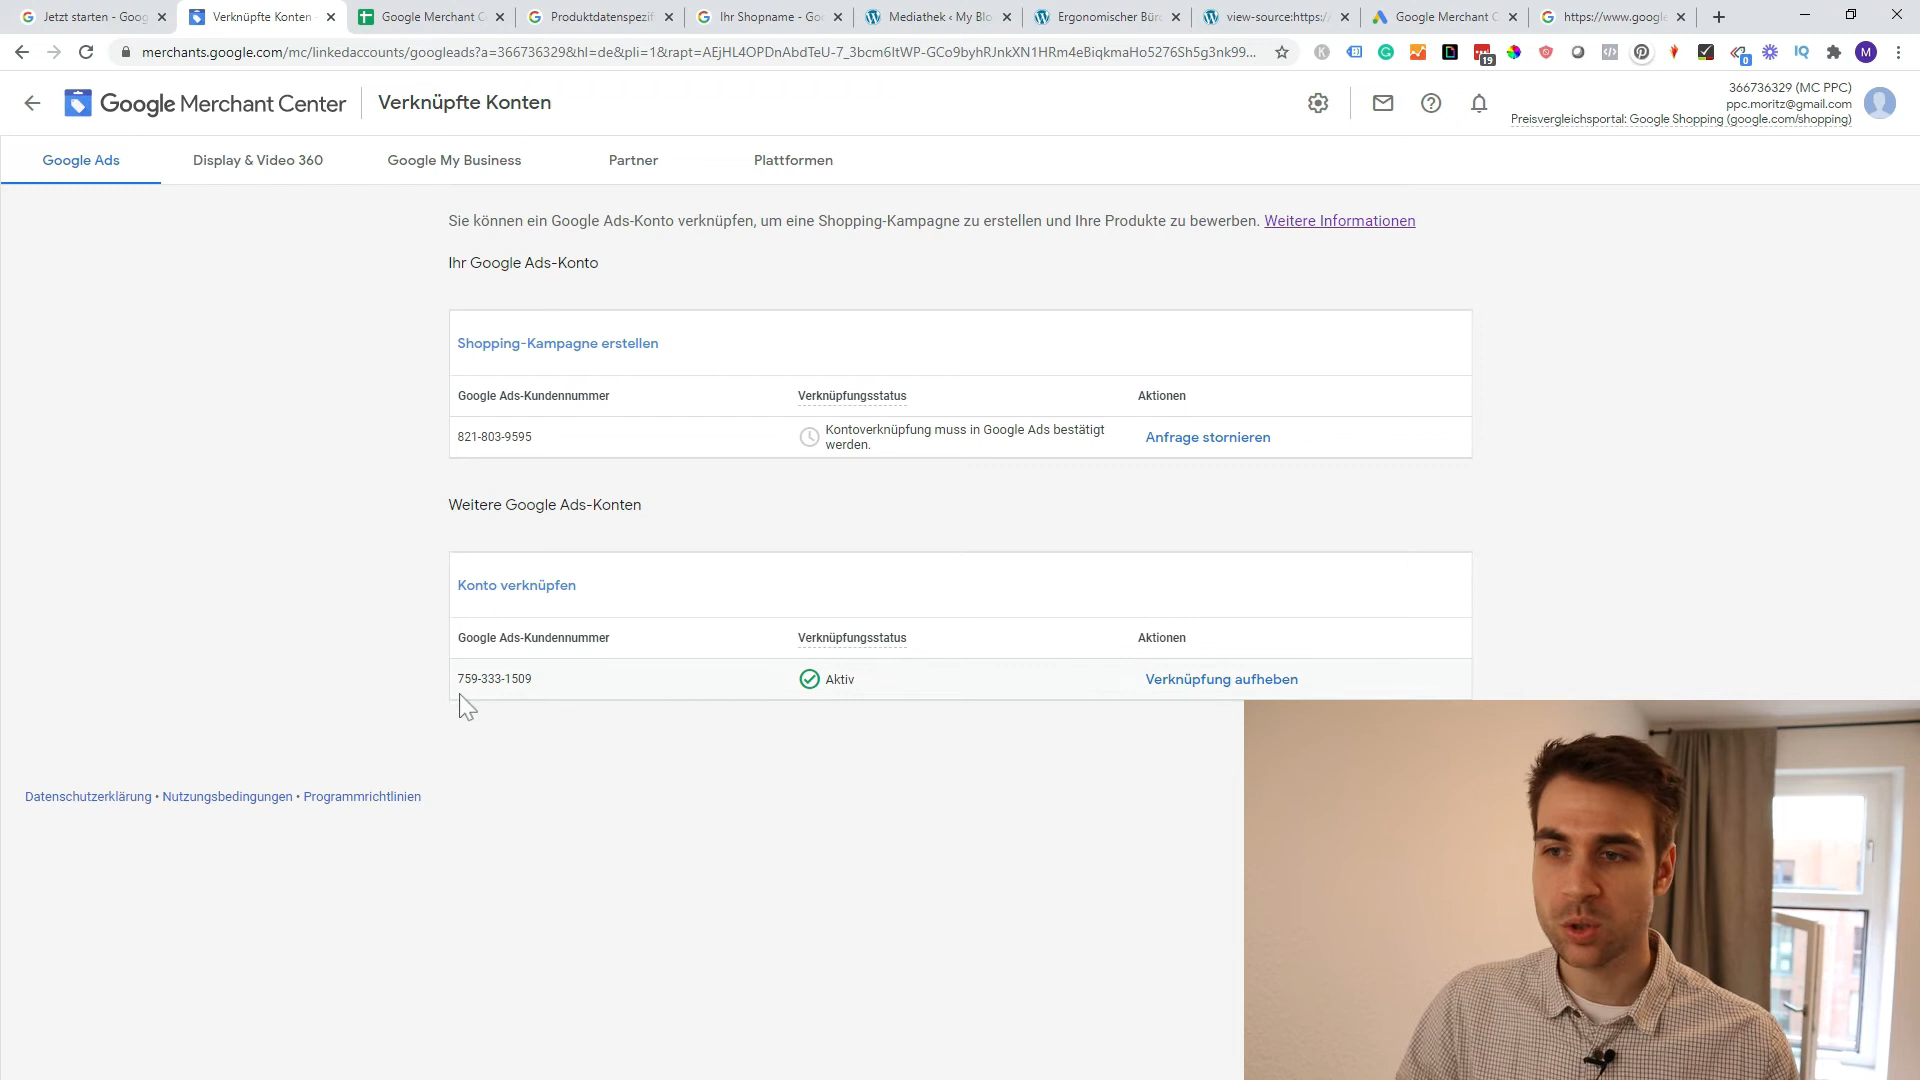 Jetzt starten - Goog
Verknüpfte Konten
Google Merchant C
Produktdatenspezif
Ihr Shopname - Go
Mediathek ‹ My Blo
Ergonomischer Bür
view-source:https:/
Google Merchant C
https://www.google
merchants.google.com/mc/linkedaccounts/googleads?a=366736329&hl=de&pli=1&rapt=AEjHL4OPDnAbdTeU-7_3bcm6ItWP-GCo9byhRJnkXN1HRm4eBiqkmaHo5276Sh5g3nk99...
19
0
IQ
M
Google Merchant Center
Verknüpfte Konten
366736329 (MC PPC)
ppc.moritz@gmail.com
Preisvergleichsportal: Google Shopping (google.com/shopping)
Google Ads
Display & Video 360
Google My Business
Partner
Plattformen
Sie können ein Google Ads-Konto verknüpfen, um eine Shopping-Kampagne zu erstellen und Ihre Produkte zu bewerben. Weitere Informationen
Ihr Google Ads-Konto
Shopping-Kampagne erstellen
Google Ads-Kundennummer
Verknüpfungsstatus
Aktionen
821-803-9595
Kontoverknüpfung muss in Google Ads bestätigt
werden.
Anfrage stornieren
Weitere Google Ads-Konten
Konto verknüpfen
Google Ads-Kundennummer
Verknüpfungsstatus
Aktionen
759-333-1509
Aktiv
Verknüpfung aufheben
Datenschutzerklärung • Nutzungsbedingungen • Programmrichtlinien